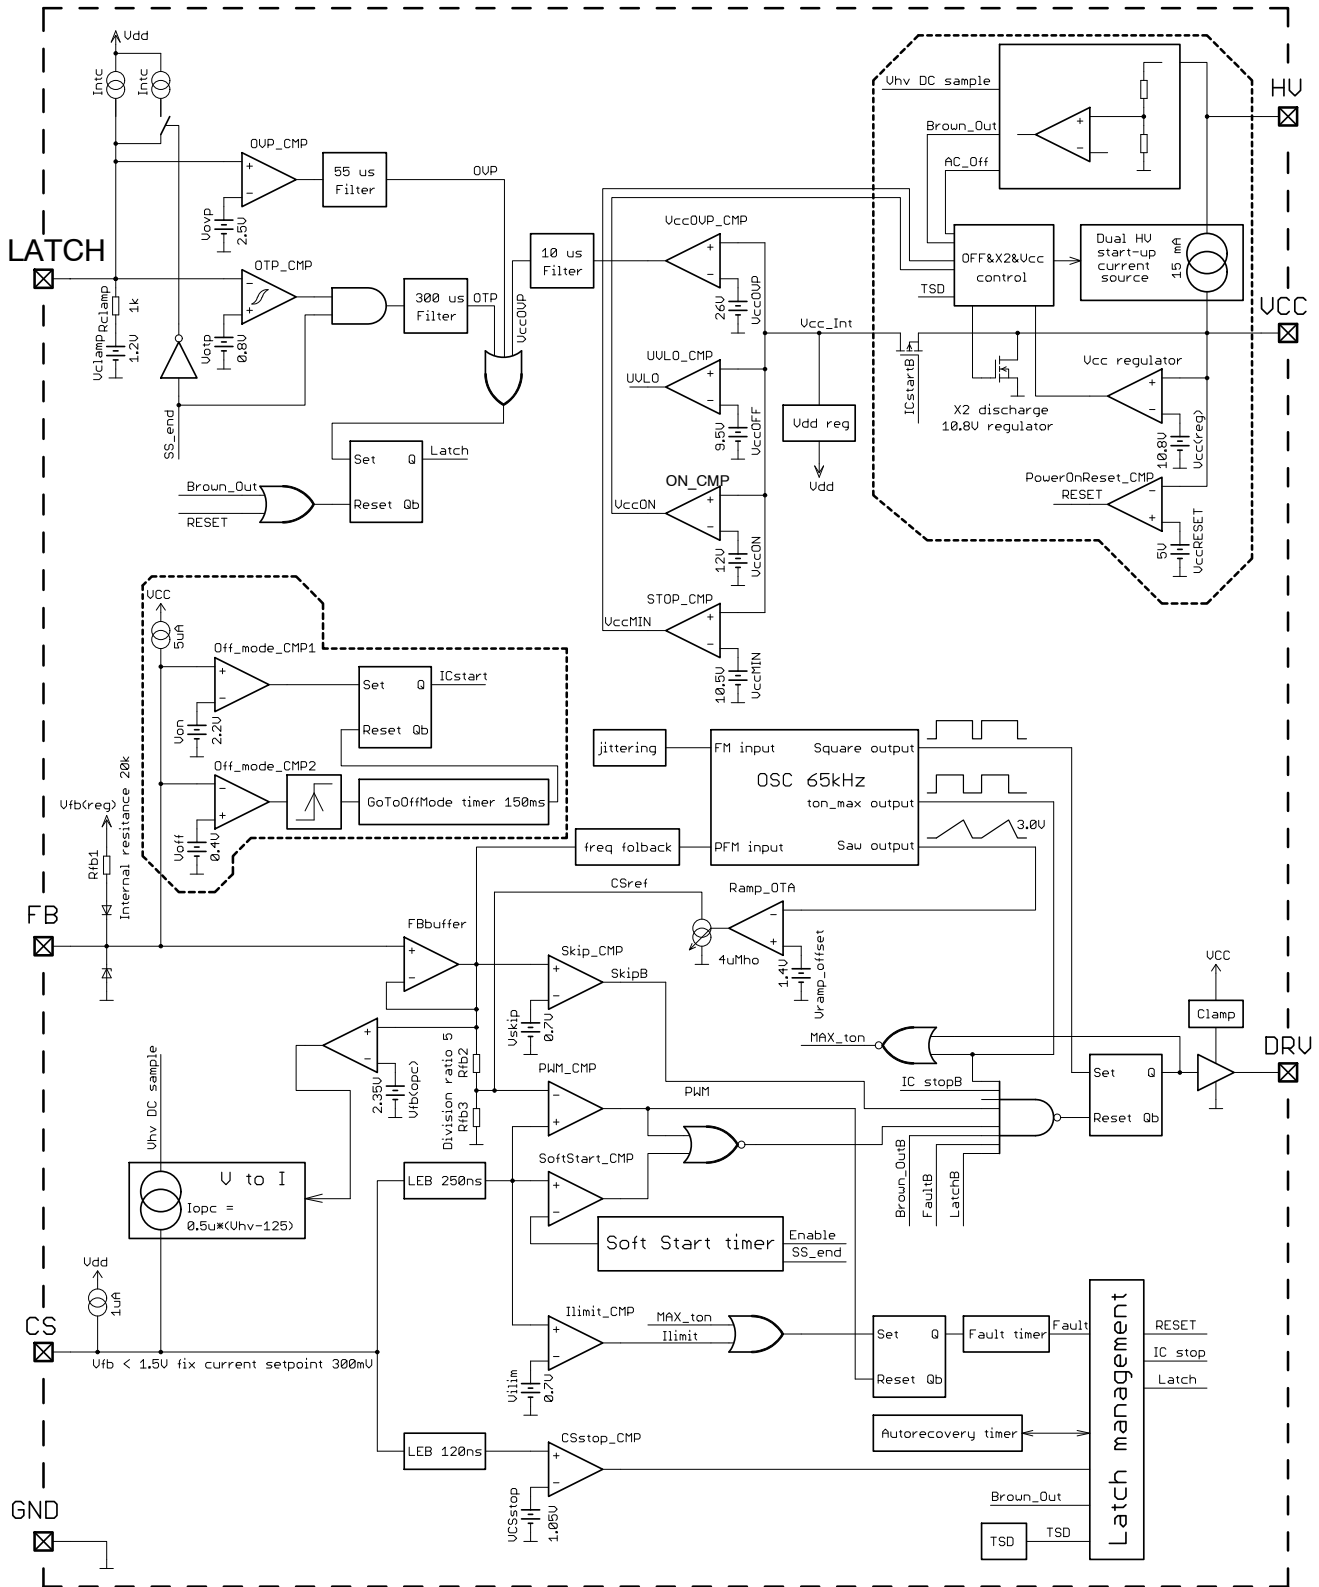 Vdd
Intc
Intc
OVP_CMP
55 us
Filter
OVP
Vovp
2.5V
LATCH
OTP_CMP
300 us
Filter
OTP
Rclamp
1k
Vclamp
1.2V
Votp
0.8V
SS_end
VccOVP
10 us
Filter
VccOVP_CMP
26V
VccOVP
Set
Q
Latch
Reset
Qb
Brown_Out
RESET
UVLO_CMP
UVLO
9.5V
VccOFF
ON_CMP
VccON
12V
VccON
STOP_CMP
VccMIN
10.5V
VccMIN
Vcc_Int
Vdd reg
Vdd
ICstartB
Vhv DC sample
Brown_Out
AC_Off
HV
OFF&X2&Vcc
control
TSD
Dual HV
start-up
current
source
15 mA
VCC
Vcc regulator
X2 discharge
10.8V regulator
10.8V
Vcc(reg)
PowerOnReset_CMP
RESET
5V
VccRESET
VCC
5uA
Off_mode_CMP1
Set
Q
ICstart
Reset
Qb
Von
2.2V
Off_mode_CMP2
GoToOffMode timer 150ms
Voff
0.4V
Vfb(reg)
Rfb1
Internal resitance 20k
FB
jittering
FM input
Square output
OSC 65kHz
ton_max output
PFM input
Saw output
3.0V
freq folback
CSref
Ramp_OTA
4uMho
1.4V
Vramp_offset
FBbuffer
Skip_CMP
SkipB
Vskip
0.7V
2.35V
Vfb(opc)
Division ratio 5
Rfb2
Rfb3
PWM_CMP
PWM
MAX_ton
IC stopB
VCC
Clamp
DRV
Set
Q
Reset
Qb
Brown_OutB
FaultB
LatchB
Vhv DC sample
V to I
Iopc =
0.5u*(Vhv-125)
LEB 250ns
SoftStart_CMP
Soft Start timer
Enable
SS_end
Vdd
1uA
CS
Vfb < 1.5V fix current setpoint 300mV
Ilimit_CMP
MAX_ton
Ilimit
Vilim
0.7V
Set
Q
Reset
Qb
Fault timer
Fault
Latch management
RESET
IC stop
Latch
Autorecovery timer
LEB 120ns
CSstop_CMP
VCSstop
1.05V
Brown_Out
TSD
TSD
GND